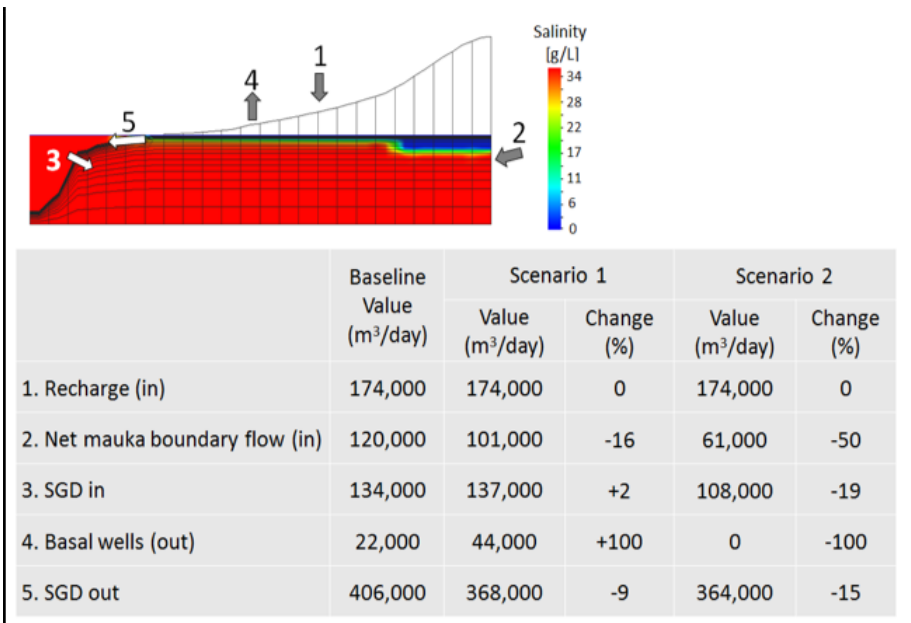 Salinity
[g/L]
34
28
22
17
11
6
0
1
4
5
2
3
Baseline Value (m³/day)
Scenario 1
Scenario 2
Value (m³/day)
Change (%)
Value (m³/day)
Change (%)
1. Recharge (in) 174,000 174,000 0 174,000 0
2. Net mauka boundary flow (in) 120,000 101,000 -16 61,000 -50
3. SGD in 134,000 137,000 +2 108,000 -19
4. Basal wells (out) 22,000 44,000 +100 0 -100
5. SGD out 406,000 368,000 -9 364,000 -15